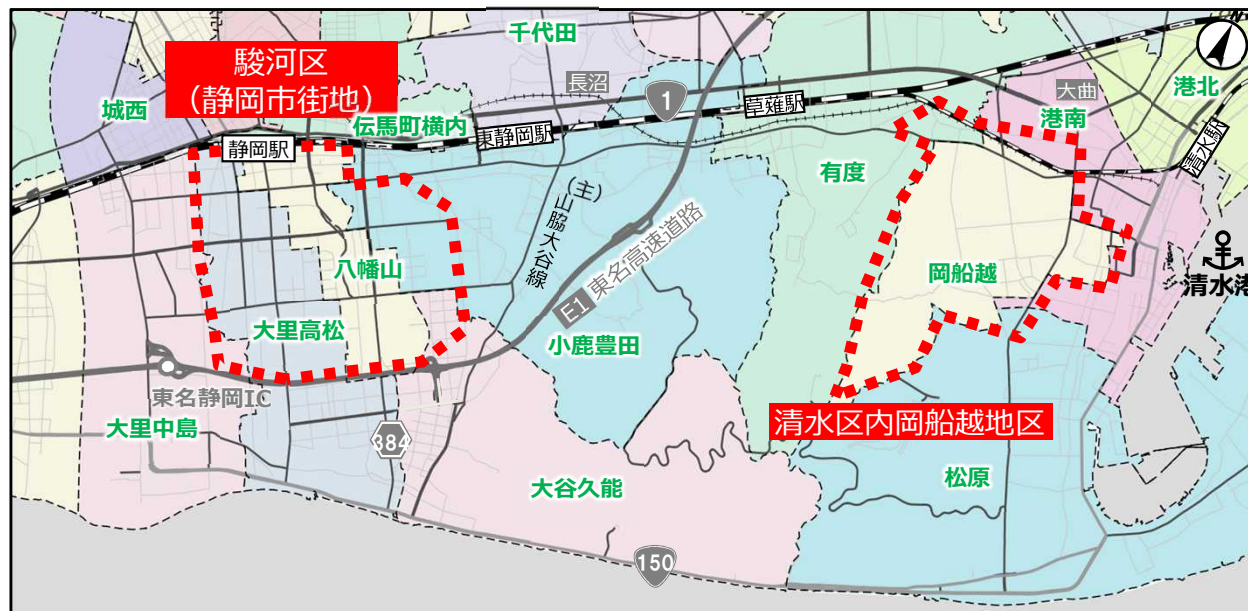 千代田
駿河区
(静岡市街地)
長沼
港北
大曲
城西
1
港南
伝馬町横内
草薙駅
東静岡駅
静岡駅
清水駅
有度
(主)山脇大谷線
E1 東名高速道路
八幡山
岡船越
清水港
大里高松
小鹿豊田
東名静岡IC
大里中島
清水区内岡船越地区
384
松原
大谷久能
150